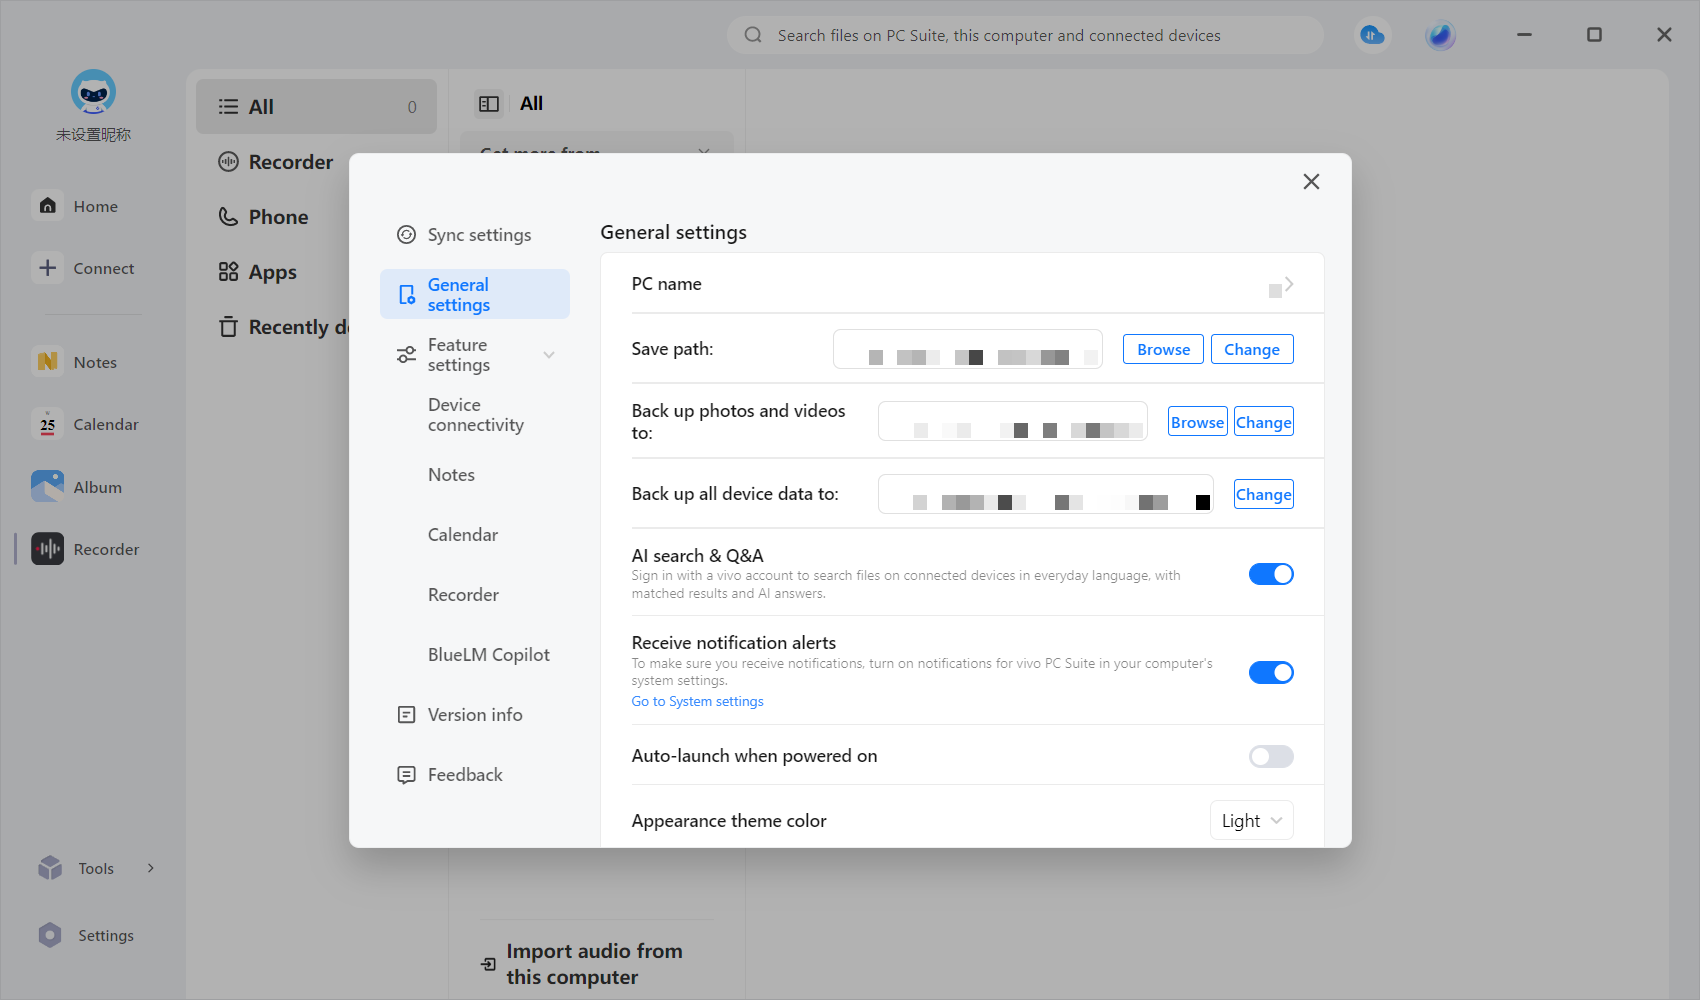 Search files on PC Suite, this computer and connected devices
未设置昵称
Home
Connect
Notes
25
Calendar
Album
Recorder
Tools
Settings
All
0
Recorder
Phone
Apps
Recently d
All
Get more from
Import audio from
this computer
Sync settings
General
settings
Feature
settings
Device
connectivity
Notes
Calendar
Recorder
BlueLM Copilot
Version info
Feedback
General settings
PC name
Save path:
Browse
Change
Back up photos and videos
to:
Browse
Change
Back up all device data to:
Change
AI search & Q&A
Sign in with a vivo account to search files on connected devices in everyday language, with
matched results and AI answers.
Receive notification alerts
To make sure you receive notifications, turn on notifications for vivo PC Suite in your computer's
system settings.
Go to System settings
Auto-launch when powered on
Appearance theme color
Light